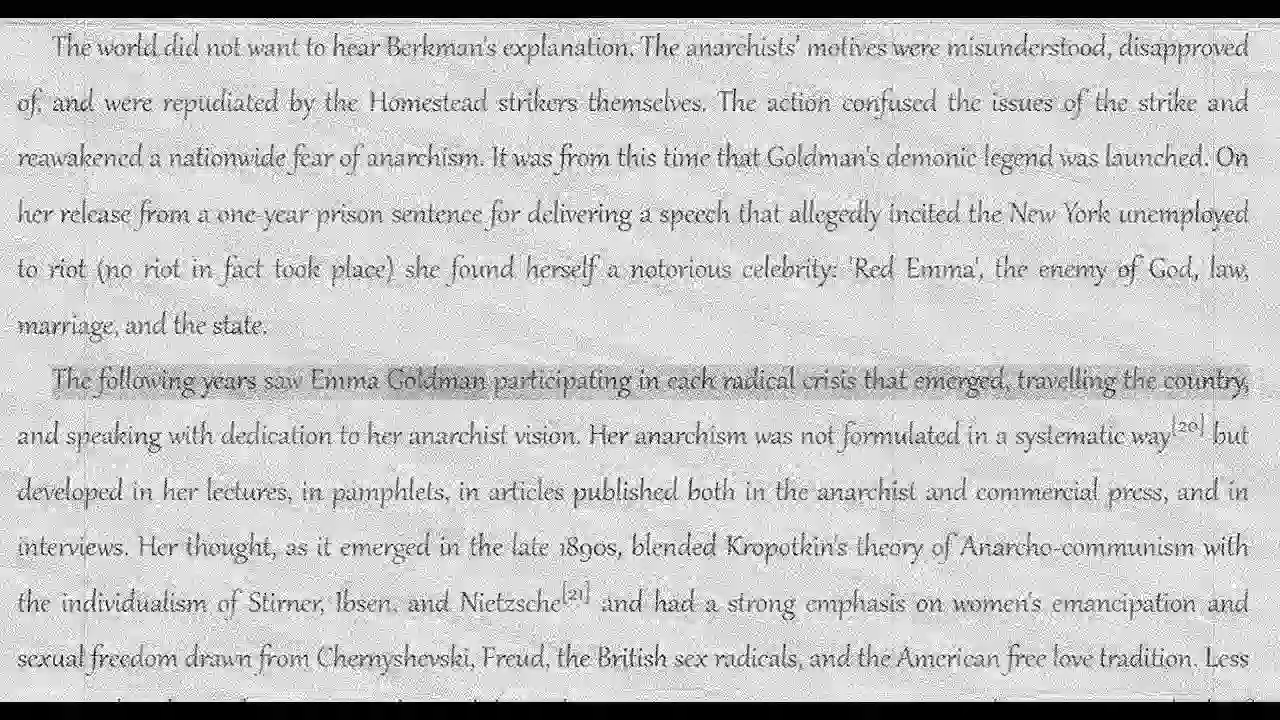 The world did not want to hear Berkman's explanation. The anarchists' motives were misunderstood, disapproved
of, and were repudiated by the Homestead strikers themselves. The action confused the issues of the strike and
reawakened a nationwide fear of anarchism. It was from this time that Goldman's demonic legend was launched. On
her release from a one-year prison sentence for delivering a speech that allegedly incited the New York unemployed
to riot (no riot in fact took place) she found herself a notorious celebrity: 'Red Emma', the enemy of God, law,
marriage, and the state.
The following years saw Emma Goldman participating in each radical crisis that emerged, travelling the country,
and speaking with dedication to her anarchist vision. Her anarchism was not formulated in a systematic way[20] but
developed in her lectures, in pamphlets, in articles published both in the anarchist and commercial press, and in
interviews. Her thought, as it emerged in the late 1890s, blended Kropotkin's theory of Anarcho-communism with
the individualism of Stirner, Ibsen, and Nietzsche[21] and had a strong emphasis on women's emancipation and
sexual freedom drawn from Chernyshevski, Freud, the British sex radicals, and the American free love tradition. Less